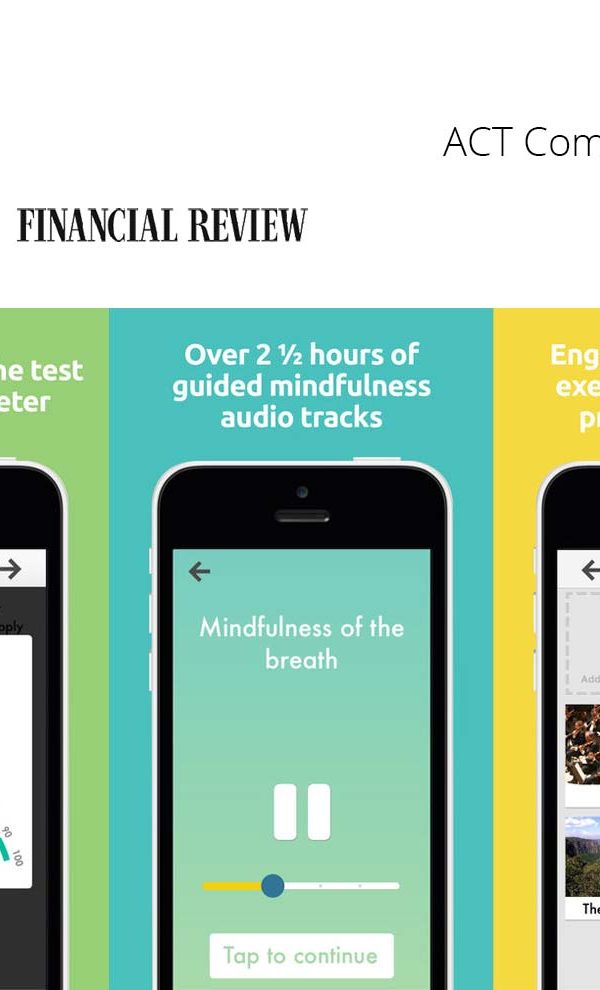 ACT Com
FINANCIAL REVIEW
he test
eter
Over 2 ½ hours of
guided mindfulness
audio tracks
Eng
exe
pr
pply
90
100
Mindfulness of the
breath
Tap to continue
Add
The